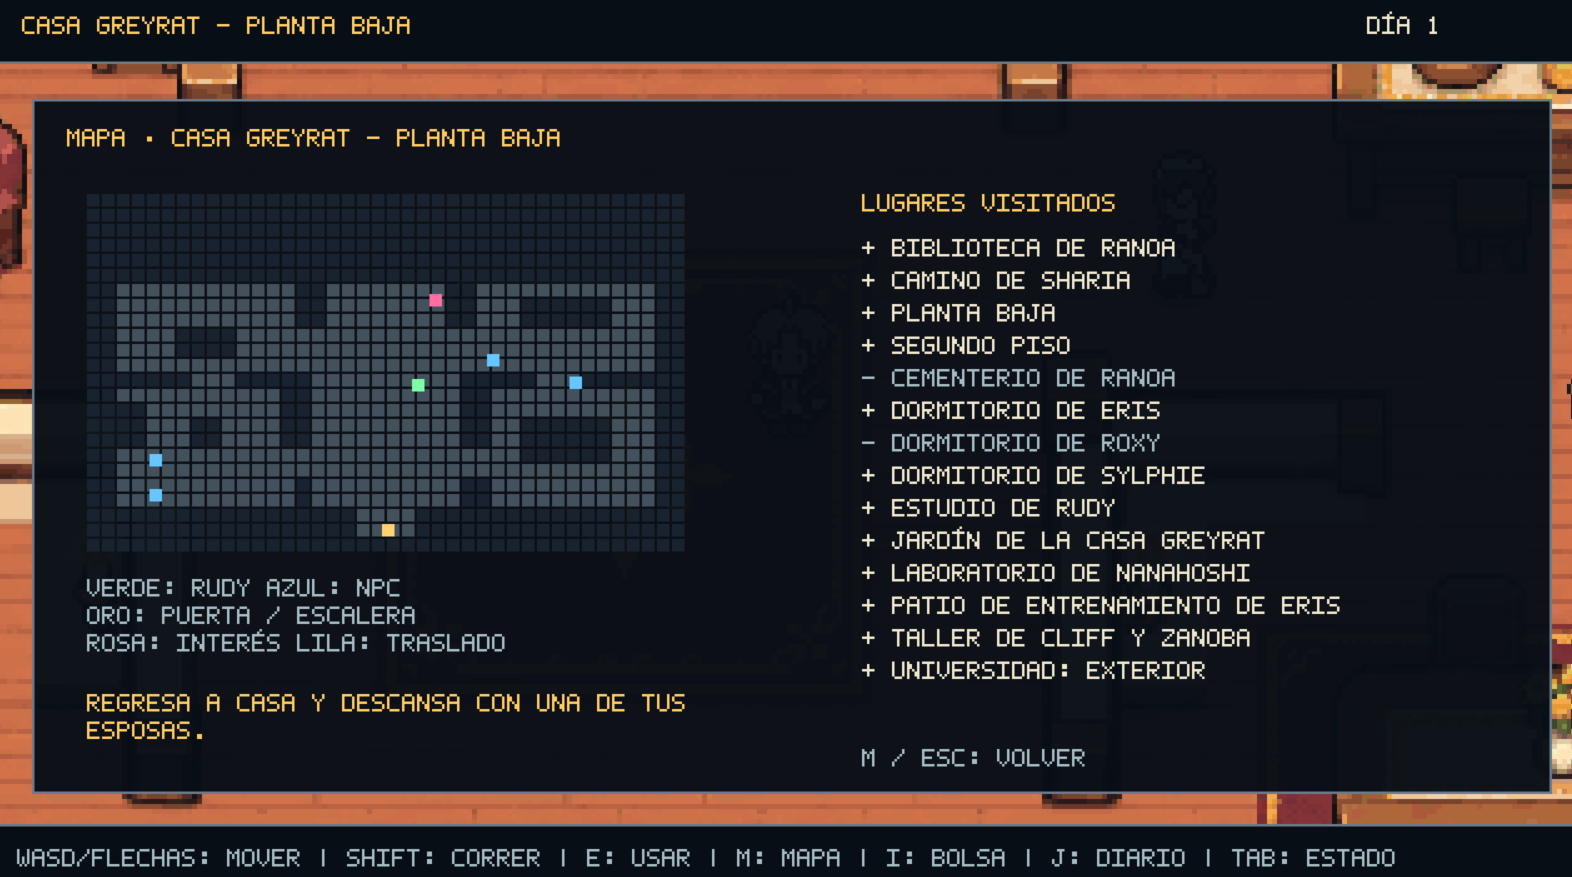 CASA GREYRAT – PLANTA BAJA
DÍA 1
MAPA · CASA GREYRAT – PLANTA BAJA
VERDE: RUDY AZUL: NPC
ORO: PUERTA / ESCALERA
ROSA: INTERÉS LILA: TRASLADO
REGRESA A CASA Y DESCANSA CON UNA DE TUS
ESPOSAS.
LUGARES VISITADOS
+ BIBLIOTECA DE RANOA
+ CAMINO DE SHARIA
+ PLANTA BAJA
+ SEGUNDO PISO
– CEMENTERIO DE RANOA
+ DORMITORIO DE ERIS
– DORMITORIO DE ROXY
+ DORMITORIO DE SYLPHIE
+ ESTUDIO DE RUDY
+ JARDÍN DE LA CASA GREYRAT
+ LABORATORIO DE NANAHOSHI
+ PATIO DE ENTRENAMIENTO DE ERIS
+ TALLER DE CLIFF Y ZANOBA
+ UNIVERSIDAD: EXTERIOR
M / ESC: VOLVER
WASD/FLECHAS: MOVER | SHIFT: CORRER | E: USAR | M: MAPA | I: BOLSA | J: DIARIO | TAB: ESTADO